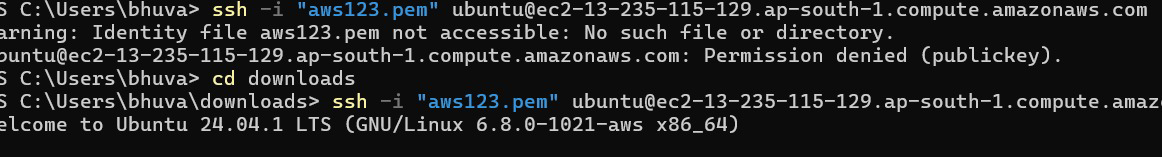 S C:\Users\bhuva> ssh -i "aws123.pem" ubuntu@ec2-13-235-115-129.ap-south-1.compute.amazonaws.com
arning: Identity file aws123.pem not accessible: No such file or directory.
buntu@ec2-13-235-115-129.ap-south-1.compute.amazonaws.com: Permission denied (publickey).
S C:\Users\bhuva> cd downloads
S C:\Users\bhuva\downloads> ssh -i "aws123.pem" ubuntu@ec2-13-235-115-129.ap-south-1.compute.amazo
elcome to Ubuntu 24.04.1 LTS (GNU/Linux 6.8.0-1021-aws x86_64)